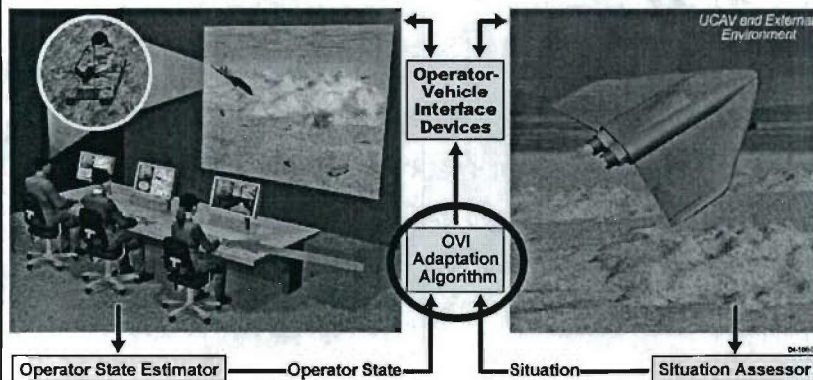 UCAV and External
Environment
Operator-
Vehicle
Interface
Devices
OVI
Adaptation
Algorithm
Operator State Estimator
Operator State
Situation
Situation Assessor